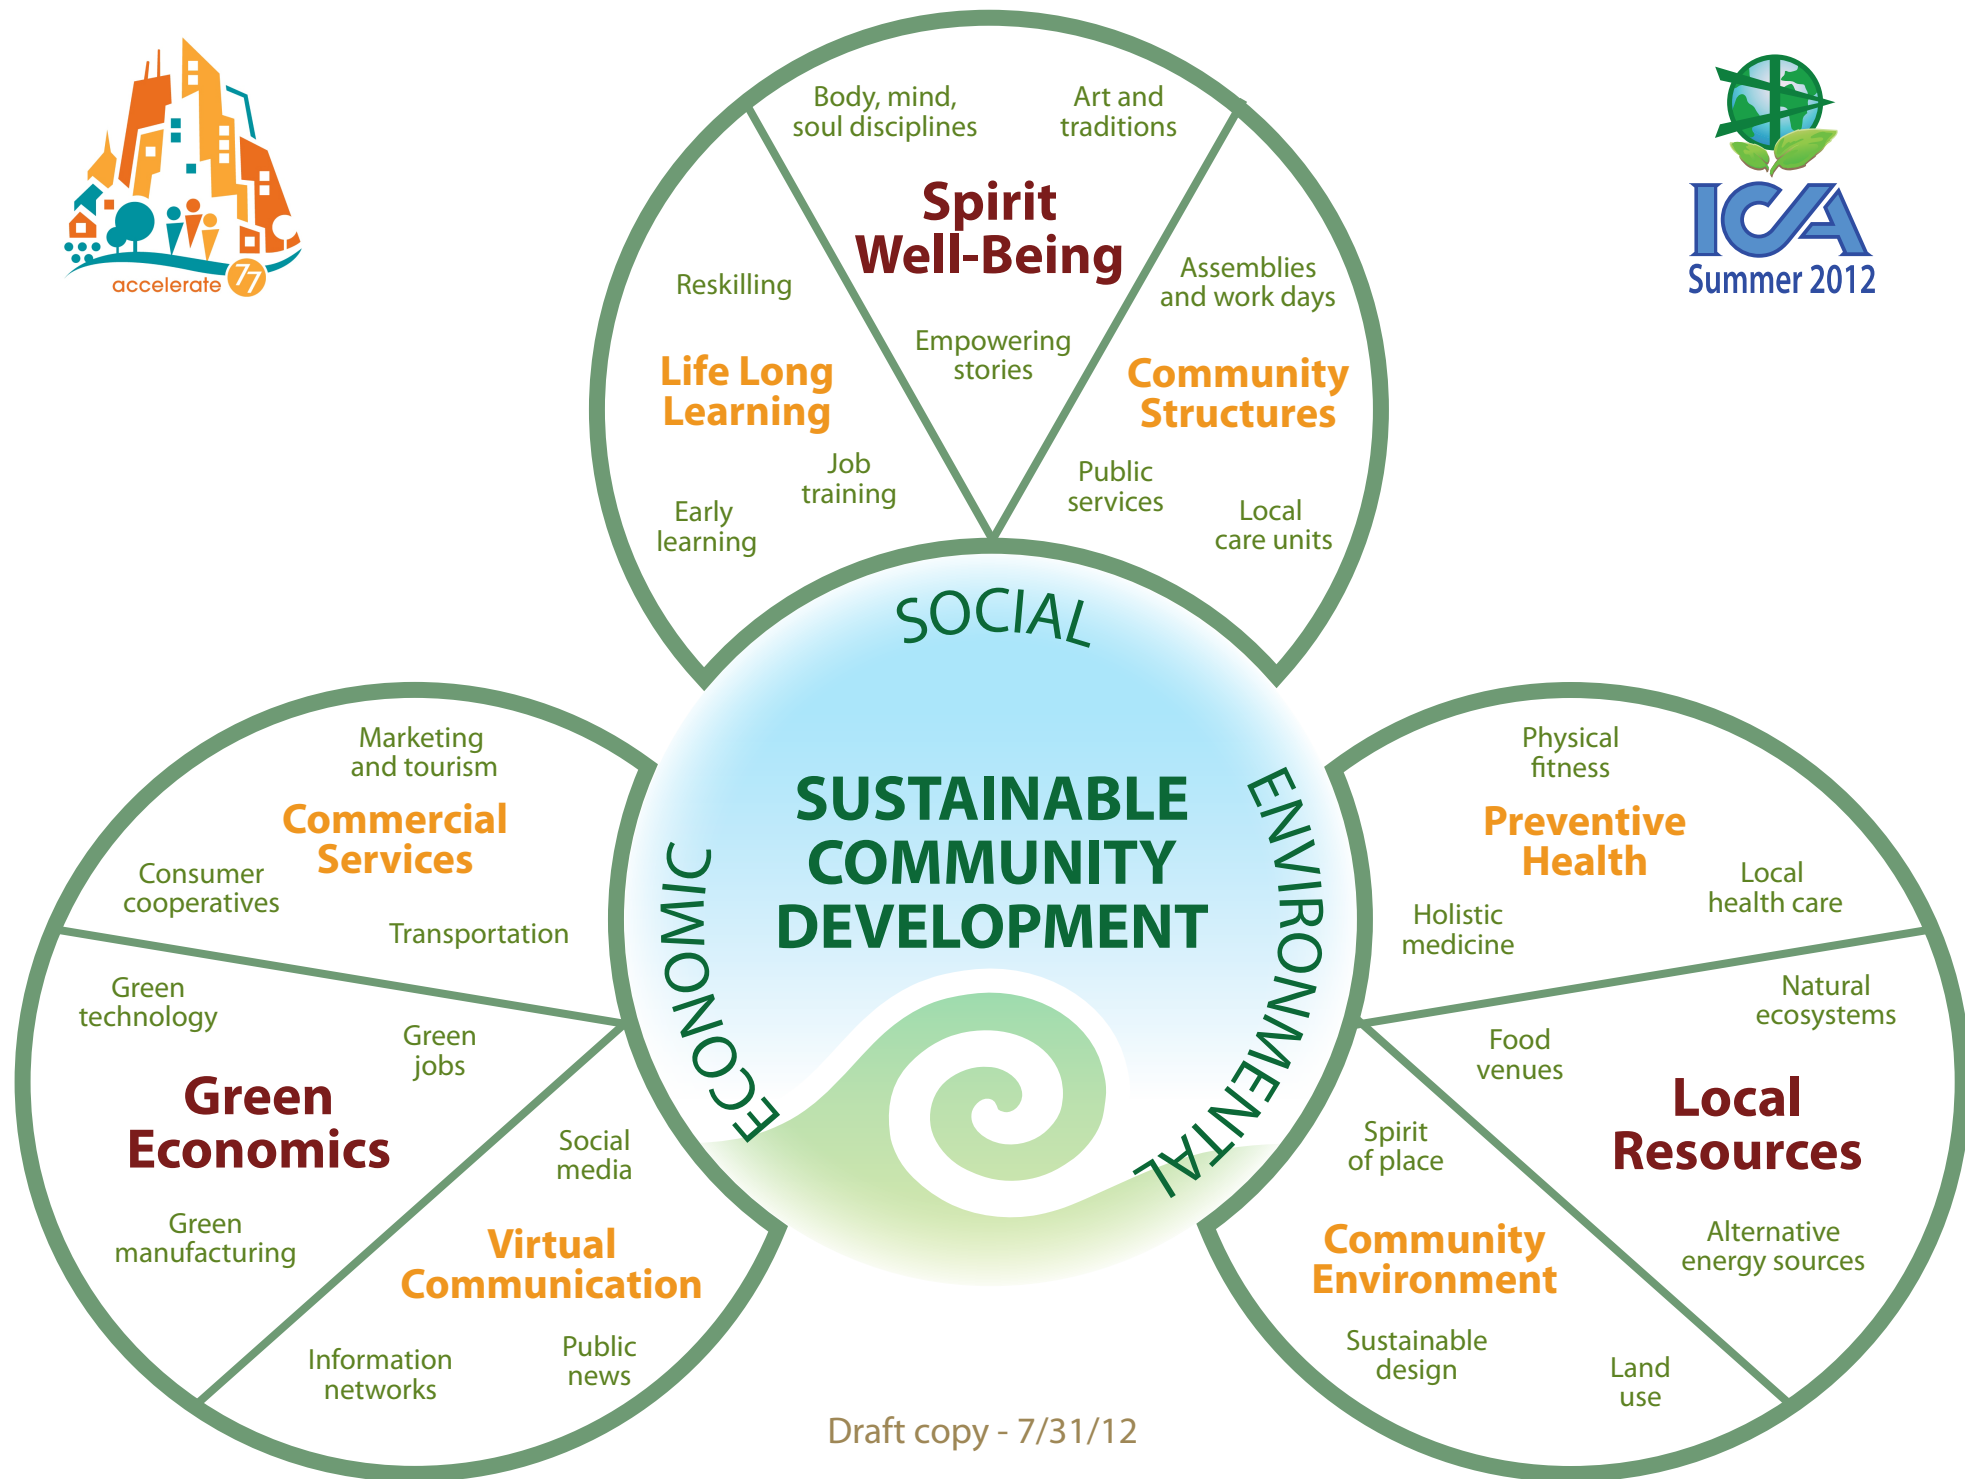 accelerate 77
ICA
Summer 2012
Body, mind,
soul disciplines
Art and
traditions
Spirit
Well-Being
Empowering
stories
Reskilling
Life Long
Learning
Job
training
Early
learning
Assemblies
and work days
Community
Structures
Public
services
Local
care units
SOCIAL
ECONOMIC
ENVIRONMENTAL
SUSTAINABLE
COMMUNITY
DEVELOPMENT
Marketing
and tourism
Commercial
Services
Consumer
cooperatives
Transportation
Green
technology
Green
jobs
Green
Economics
Green
manufacturing
Social
media
Virtual
Communication
Information
networks
Public
news
Physical
fitness
Preventive
Health
Local
health care
Holistic
medicine
Natural
ecosystems
Food
venues
Local
Resources
Alternative
energy sources
Spirit
of place
Community
Environment
Sustainable
design
Land
use
Draft copy - 7/31/12